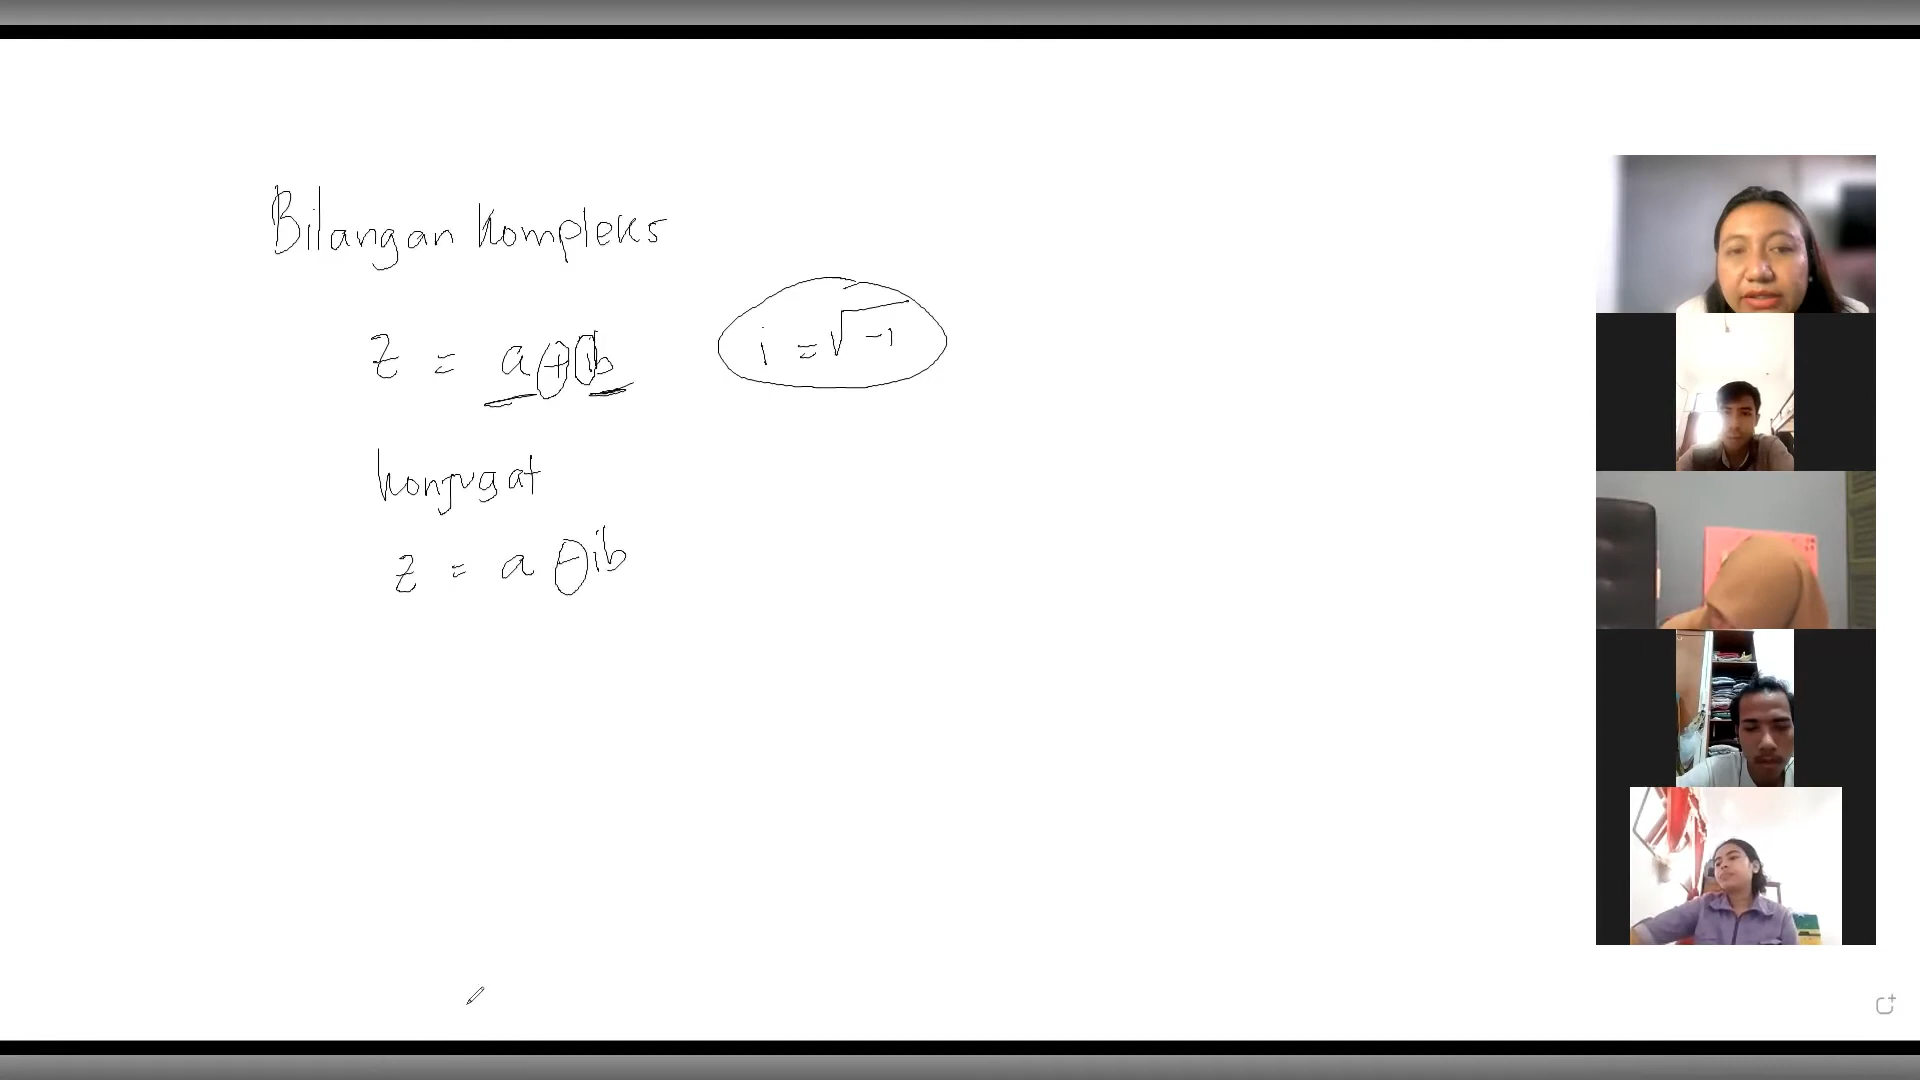 Bilangan Kompleks
z = a + ib
i = √-1
konjugat
z = a - ib